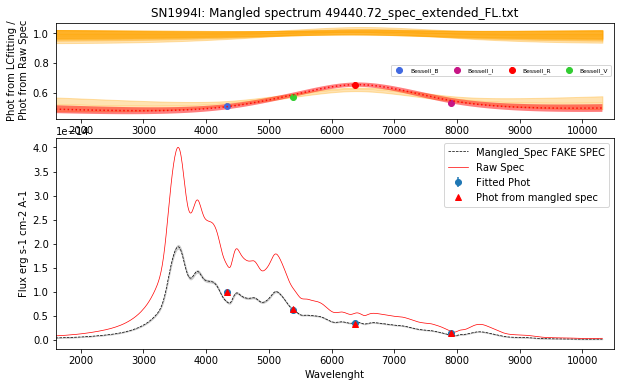 SN1994I: Mangled spectrum 49440.72_spec_extended_FL.txt
Phot from LCfitting /
Phot from Raw Spec
1.0
0.8
0.6
Bessell_B
Bessell_I
Bessell_R
Bessell_V
2000 3000 4000 5000 6000 7000 8000 9000 10000
Flux erg s-1 cm-2 A-1
4.0
3.5
3.0
2.5
2.0
1.5
1.0
0.5
0.0
Mangled_Spec FAKE SPEC
Raw Spec
Fitted Phot
Phot from mangled spec
2000 3000 4000 5000 6000 7000 8000 9000 10000
Wavelenght